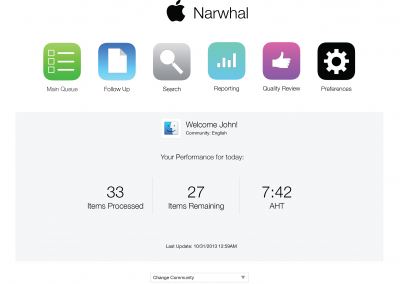 Narwhal
Main Queue Follow Up Search Reporting Quality Review Preferences
Welcome John!
Community: English
Your Performance for today:
33 27 7:42
Items Processed Items Remaining AHT
Last Update: 10/31/2013 12:59AM
Change Community